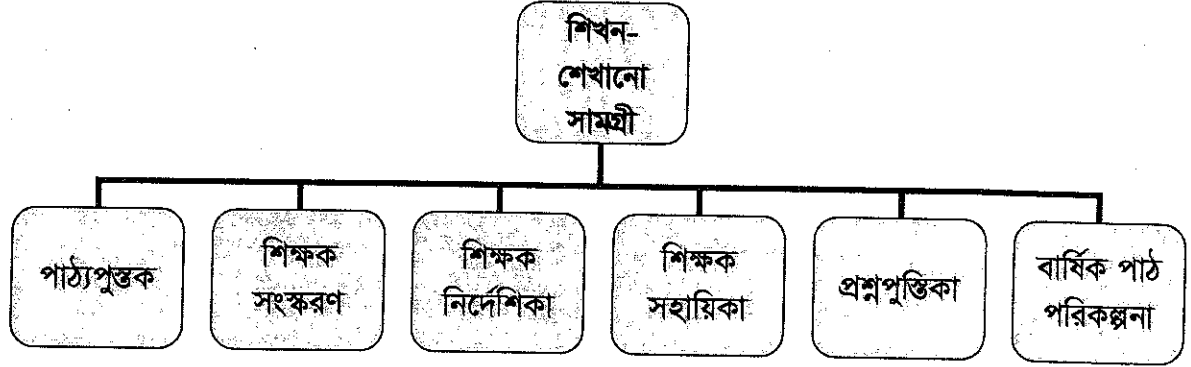 শিখন-
শেখানো
সামগ্রী
পাঠ্যপুস্তক
শিক্ষক
সংস্করণ
শিক্ষক
নির্দেশিকা
শিক্ষক
সহায়িকা
প্রশ্নপুস্তিকা
বার্ষিক পাঠ
পরিকল্পনা